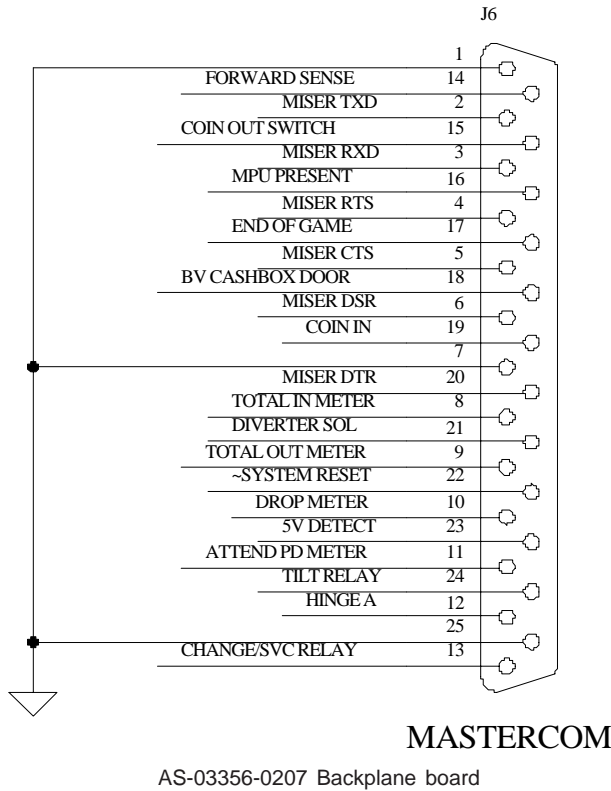 J6
1
FORWARD SENSE 14
MISER TXD 2
COIN OUT SWITCH 15
MISER RXD 3
MPU PRESENT 16
MISER RTS 4
END OF GAME 17
MISER CTS 5
BV CASHBOX DOOR 18
MISER DSR 6
COIN IN 19
7
MISER DTR 20
TOTAL IN METER 8
DIVERTER SOL 21
TOTAL OUT METER 9
~SYSTEM RESET 22
DROP METER 10
5V DETECT 23
ATTEND PD METER 11
TILT RELAY 24
HINGE A 12
25
CHANGE/SVC RELAY 13
MASTERCOM
AS-03356-0207 Backplane board